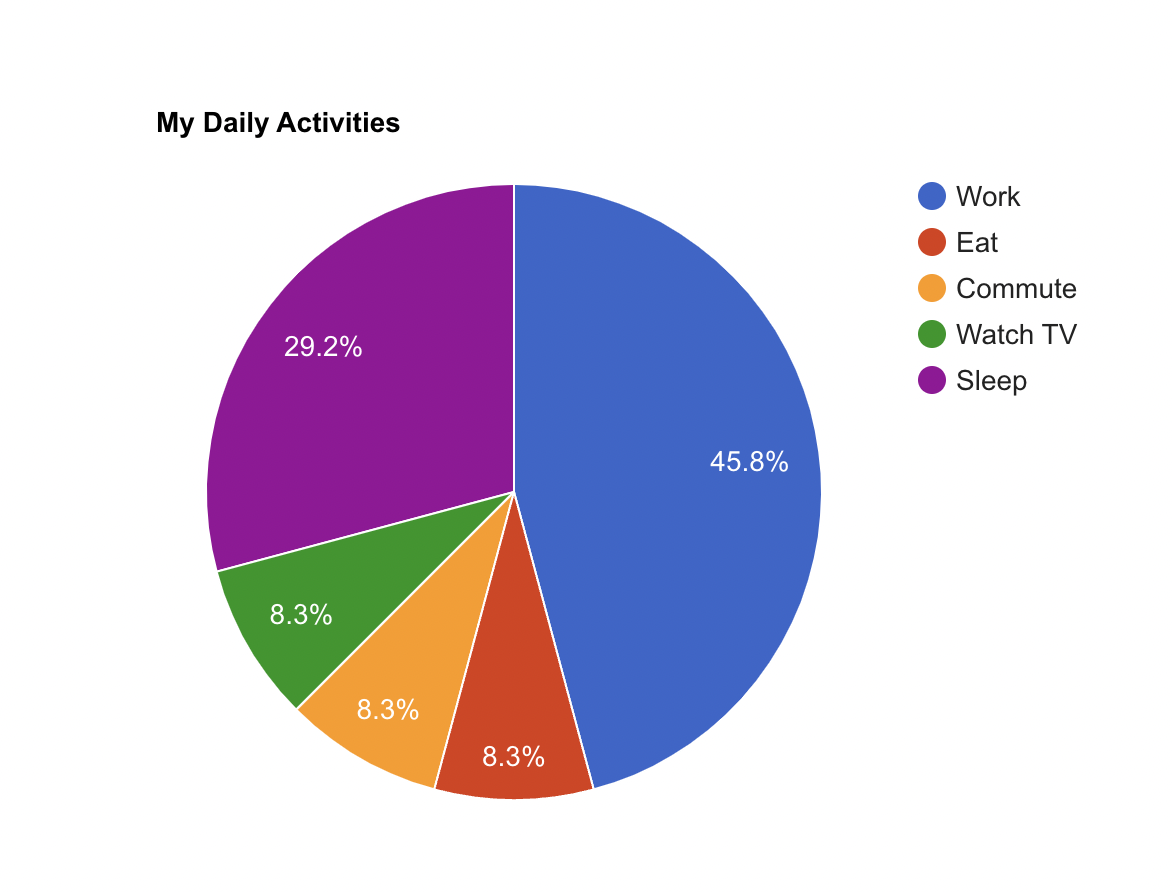 My Daily Activities
Work
Eat
Commute
Watch TV
Sleep
29.2%
45.8%
8.3%
8.3%
8.3%